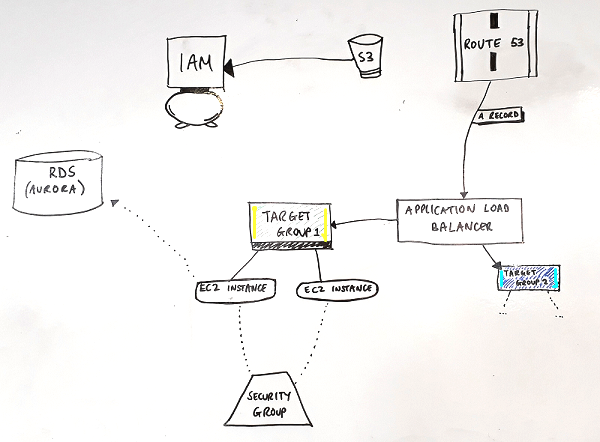 IAM
S3
ROUTE 53
A RECORD
RDS
(AURORA)
APPLICATION LOAD
BALANCER
TARGET
GROUP 1
TARGET
GROUP 2
EC2 INSTANCE
EC2 INSTANCE
SECURITY
GROUP